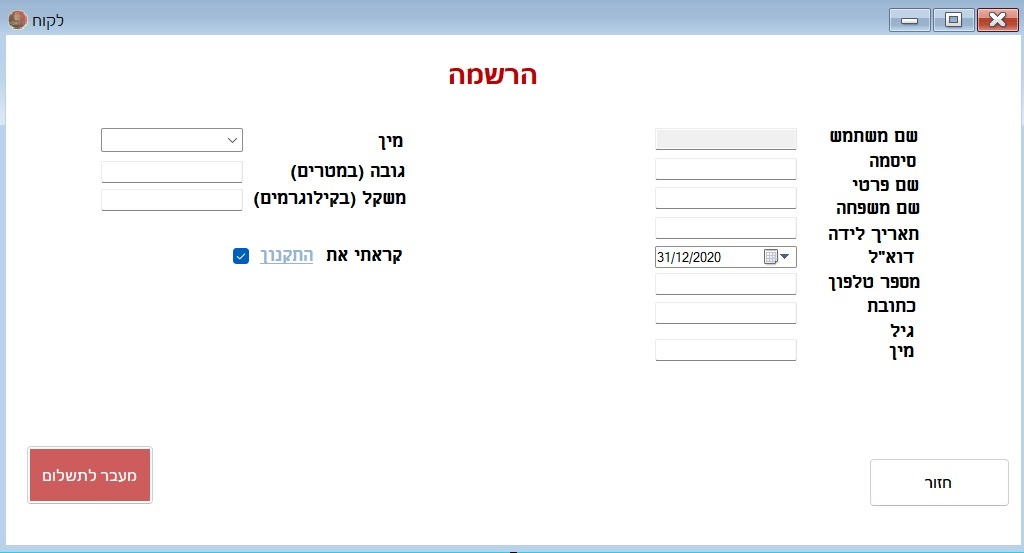 לקוח
הרשמה
שם משתמש
סיסמה
שם פרטי
שם משפחה
תאריך לידה
דוא"ל
31/12/2020
מספר טלפון
כתובת
גיל
מין
מין
גובה (במטרים)
משקל (בקילוגרמים)
קראתי את התקנון
חזור
מעבר לתשלום